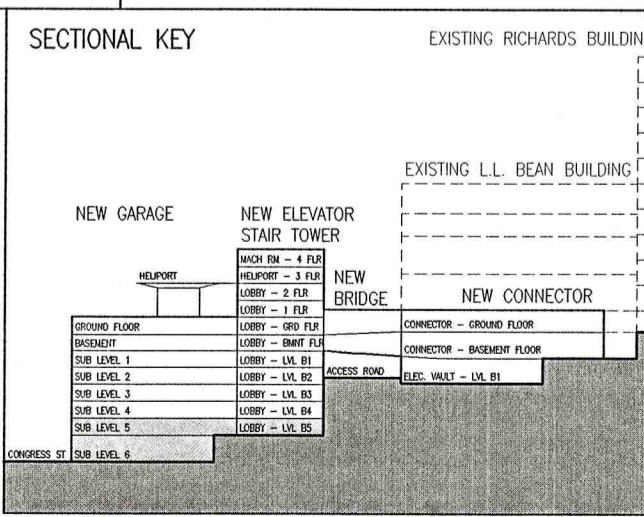 SECTIONAL KEY
EXISTING RICHARDS BUILDIN
EXISTING L.L. BEAN BUILDING
NEW GARAGE
NEW ELEVATOR
STAIR TOWER
NEW
BRIDGE
NEW CONNECTOR
HELIPORT
MACH RM - 4 FLR
HELIPORT - 3 FLR
LOBBY - 2 FLR
LOBBY - 1 FLR
LOBBY - GRD FLR
LOBBY - BMNT FLR
LOBBY - LVL B1
LOBBY - LVL B2
LOBBY - LVL B3
LOBBY - LVL B4
LOBBY - LVL B5
GROUND FLOOR
BASEMENT
SUB LEVEL 1
SUB LEVEL 2
SUB LEVEL 3
SUB LEVEL 4
SUB LEVEL 5
SUB LEVEL 6
CONGRESS ST
ACCESS ROAD
CONNECTOR - GROUND FLOOR
CONNECTOR - BASEMENT FLOOR
ELEC. VAULT - LVL B1